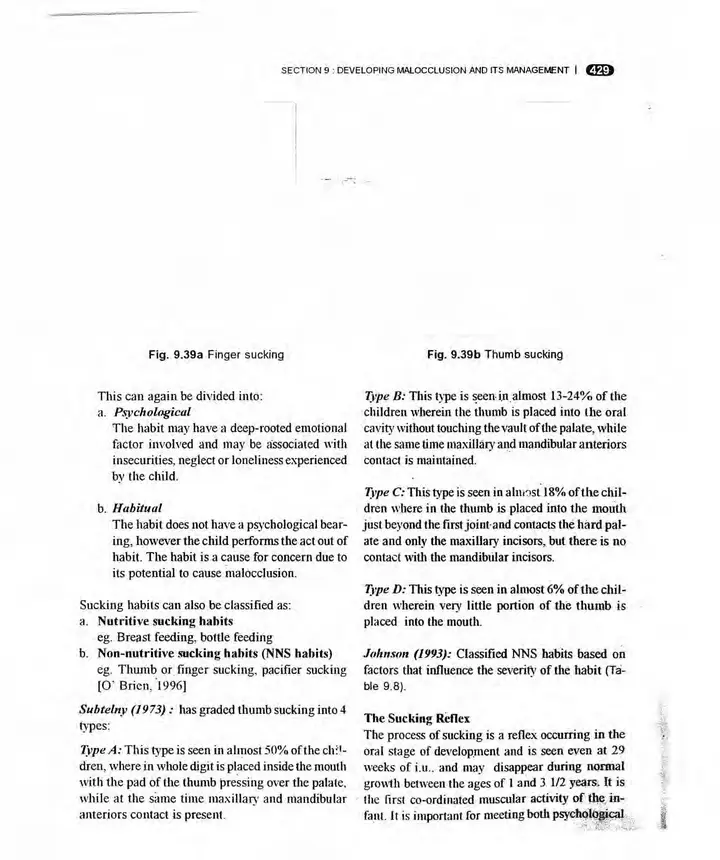 SECTION 9 : DEVELOPING MALOCCLUSION AND ITS MANAGEMENT | 429
Fig. 9.39a Finger sucking
Fig. 9.39b Thumb sucking
This can again be divided into:
a. Psychological
The habit may have a deep-rooted emotional
factor involved and may be associated with
insecurities, neglect or loneliness experienced
by the child.
b. Habitual
The habit does not have a psychological bear-
ing, however the child performs the act out of
habit. The habit is a cause for concern due to
its potential to cause malocclusion.
Sucking habits can also be classified as:
a. Nutritive sucking habits
eg. Breast feeding, bottle feeding
b. Non-nutritive sucking habits (NNS habits)
eg. Thumb or finger sucking, pacifier sucking
[O' Brien, 1996]
Subtelny (1973) : has graded thumb sucking into 4
types:
Type A: This type is seen in almost 50% of the chil-
dren, where in whole digit is placed inside the mouth
with the pad of the thumb pressing over the palate,
while at the same time maxillary and mandibular
anteriors contact is present.
Type B: This type is seen in almost 13-24% of the
children wherein the thumb is placed into the oral
cavity without touching the vault of the palate, while
at the same time maxillary and mandibular anteriors
contact is maintained.
Type C: This type is seen in almost 18% of the chil-
dren where in the thumb is placed into the mouth
just beyond the first joint and contacts the hard pal-
ate and only the maxillary incisors, but there is no
contact with the mandibular incisors.
Type D: This type is seen in almost 6% of the chil-
dren wherein very little portion of the thumb is
placed into the mouth.
Johnson (1993): Classified NNS habits based on
factors that influence the severity of the habit (Ta-
ble 9.8).
The Sucking Reflex
The process of sucking is a reflex occurring in the
oral stage of development and is seen even at 29
weeks of i.u.. and may disappear during normal
growth between the ages of 1 and 3 1/2 years. It is
the first co-ordinated muscular activity of the in-
fant. It is important for meeting both psychological